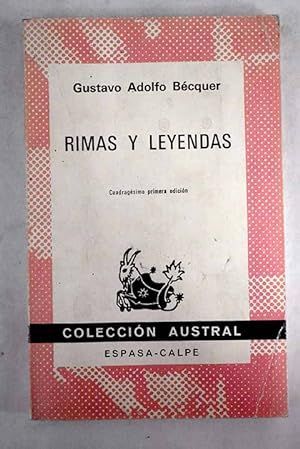 Gustavo Adolfo Bécquer
RIMAS Y LEYENDAS
Cuadragésima primera edición
COLECCIÓN AUSTRAL
ESPASA-CALPE